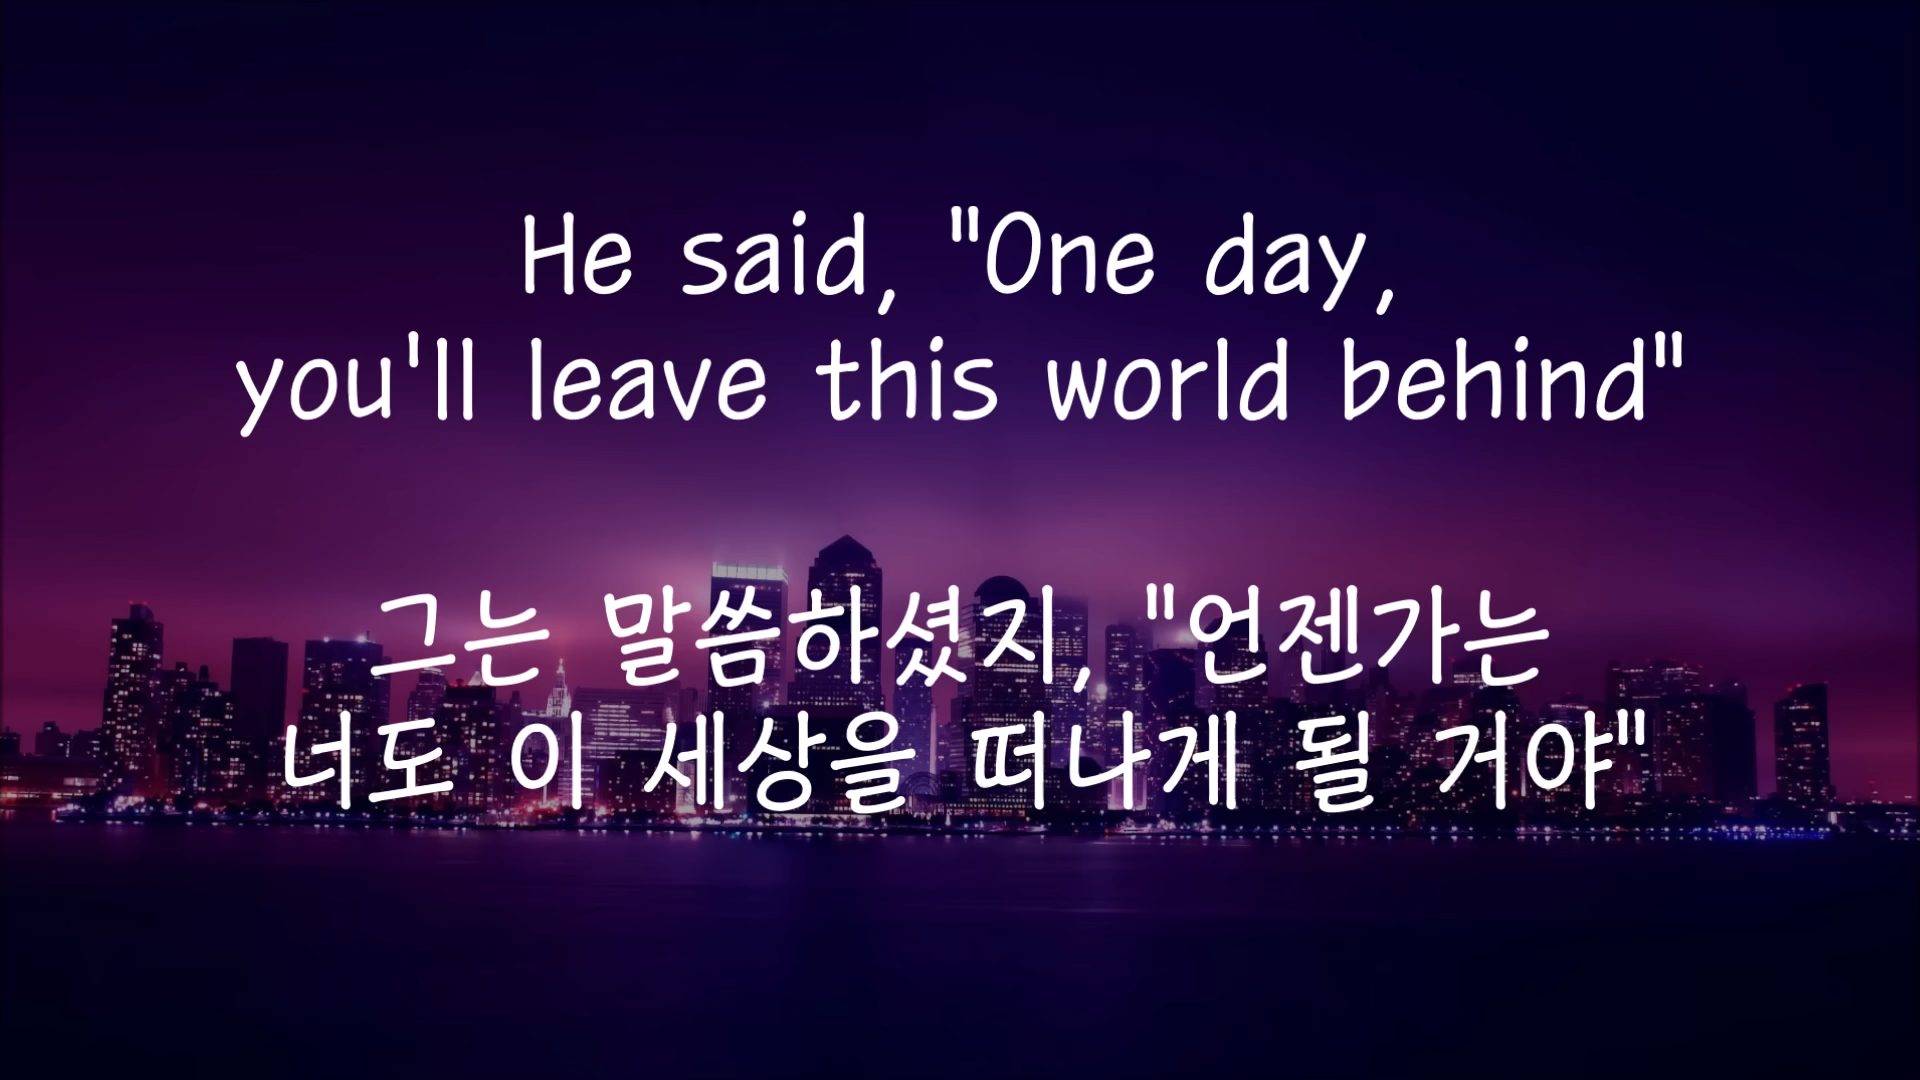 He said, "One day,
you'll leave this world behind"
그는 말씀하셨지, "언젠가는
너도 이 세상을 떠나게 될 거야"